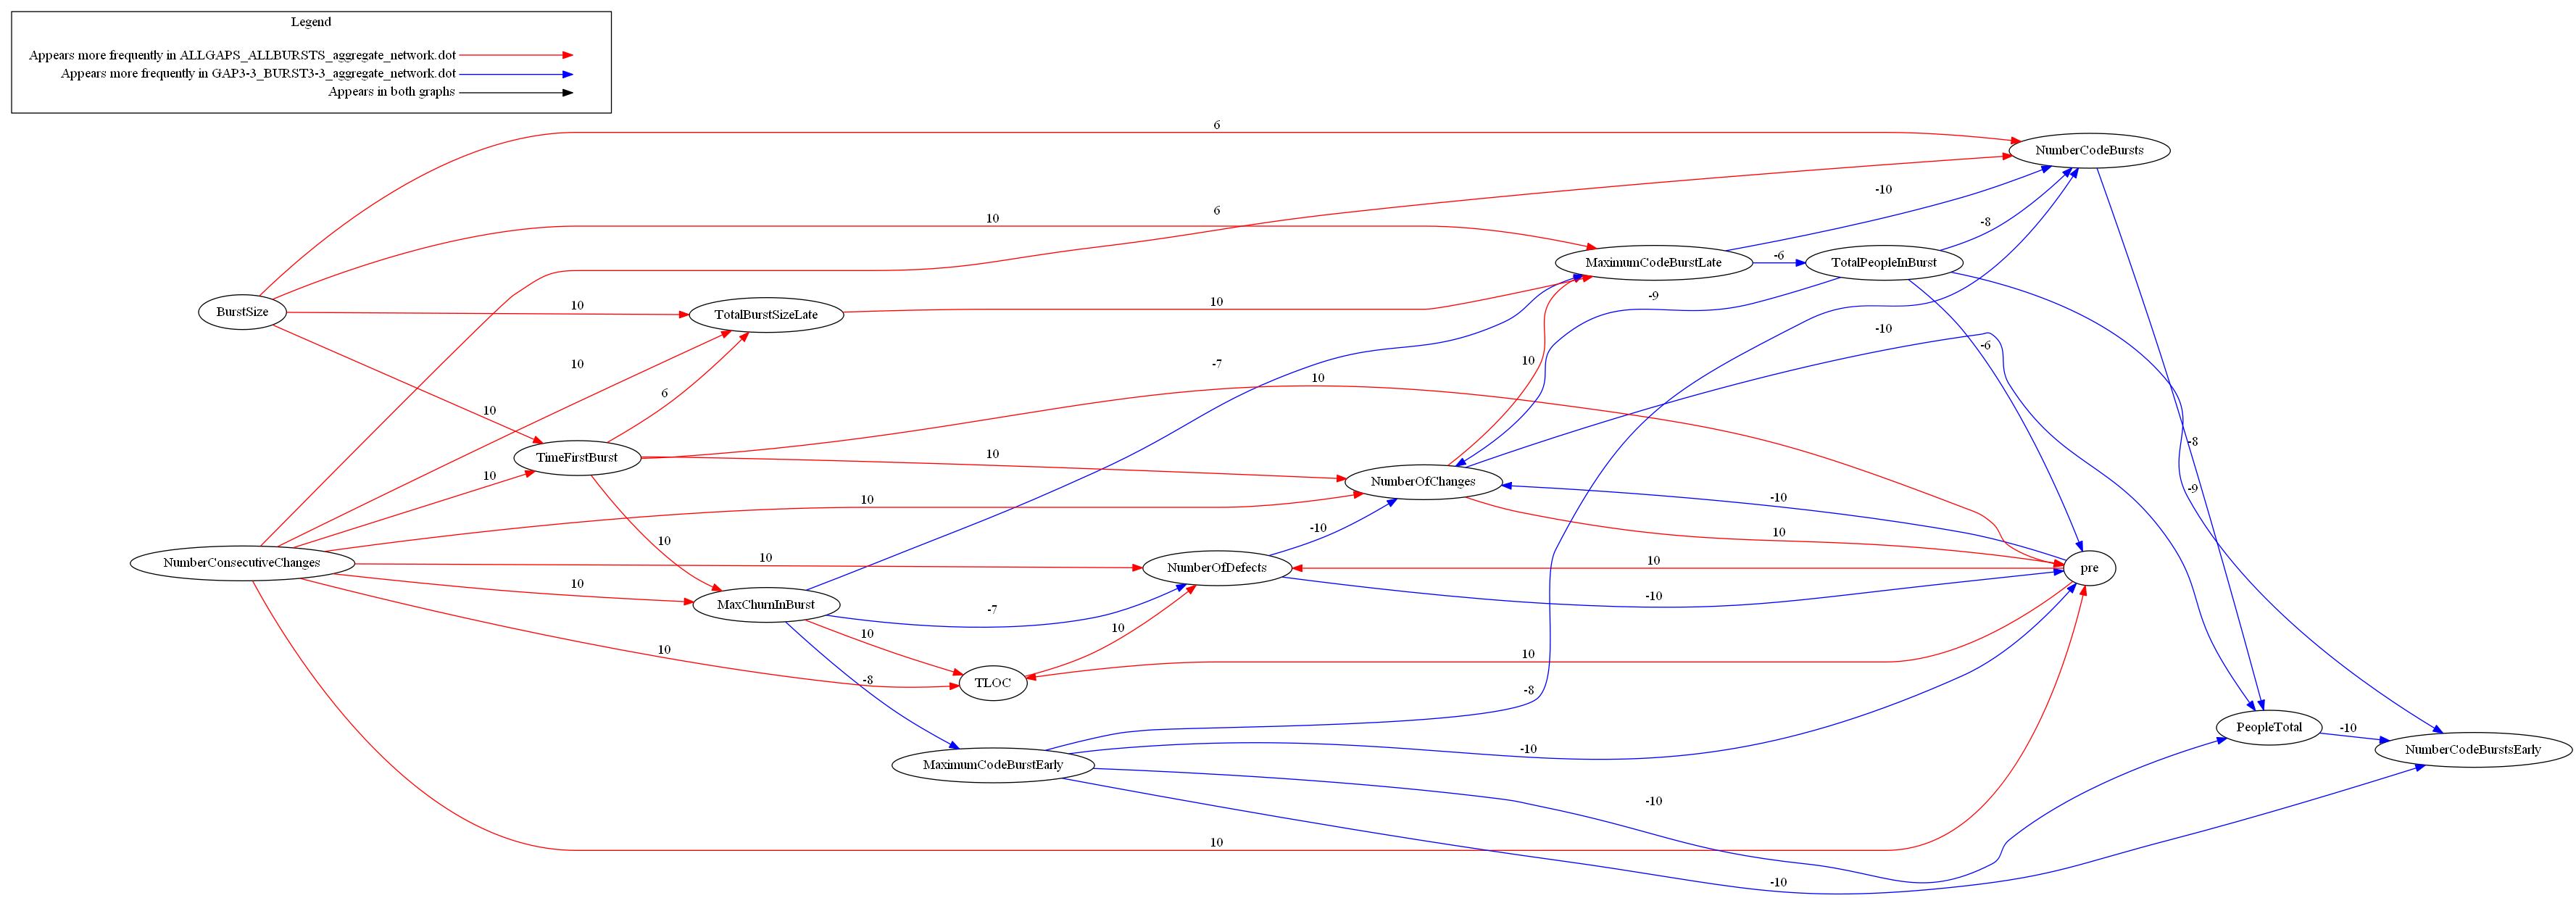 Legend
Appears more frequently in ALLGAPS_ALLBURSTS_aggregate_network.dot
Appears more frequently in GAP3-3_BURST3-3_aggregate_network.dot
Appears in both graphs
6
NumberCodeBursts
-10
6
10
-8
-6
MaximumCodeBurstLate
TotalPeopleInBurst
-9
10
10
BurstSize
TotalBurstSizeLate
-10
-6
10
-7
10
10
6
10
-8
10
TimeFirstBurst
10
10
NumberOfChanges
-9
10
-10
-10
10
10
10
10
NumberConsecutiveChanges
NumberOfDefects
pre
10
-10
MaxChurnInBurst
-7
10
10
10
10
-8
TLOC
-8
PeopleTotal
-10
NumberCodeBurstsEarly
-10
MaximumCodeBurstEarly
-10
10
-10